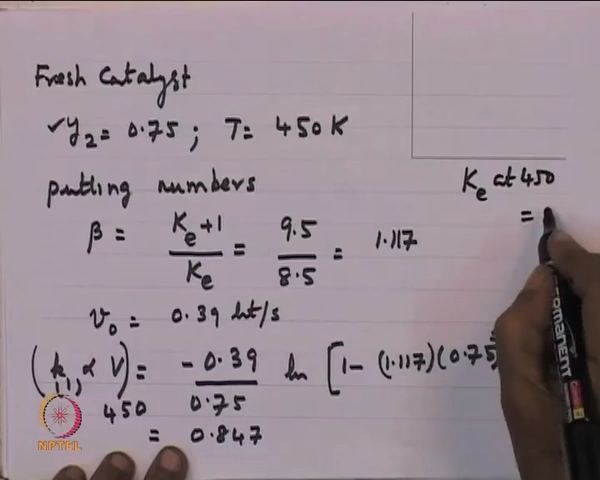 Fresh Catalyst
✓y₂ = 0.75 ; T = 450 K
putting numbers
Kₑ at 450
=
β = (Kₑ+1)/Kₑ = 9.5/8.5 = 1.117
v₀ = 0.39 lit/s
(k₁, α V)₄₅₀ = -0.39/0.75 ln [1 - (1.117)(0.75
= 0.847
NPTEL